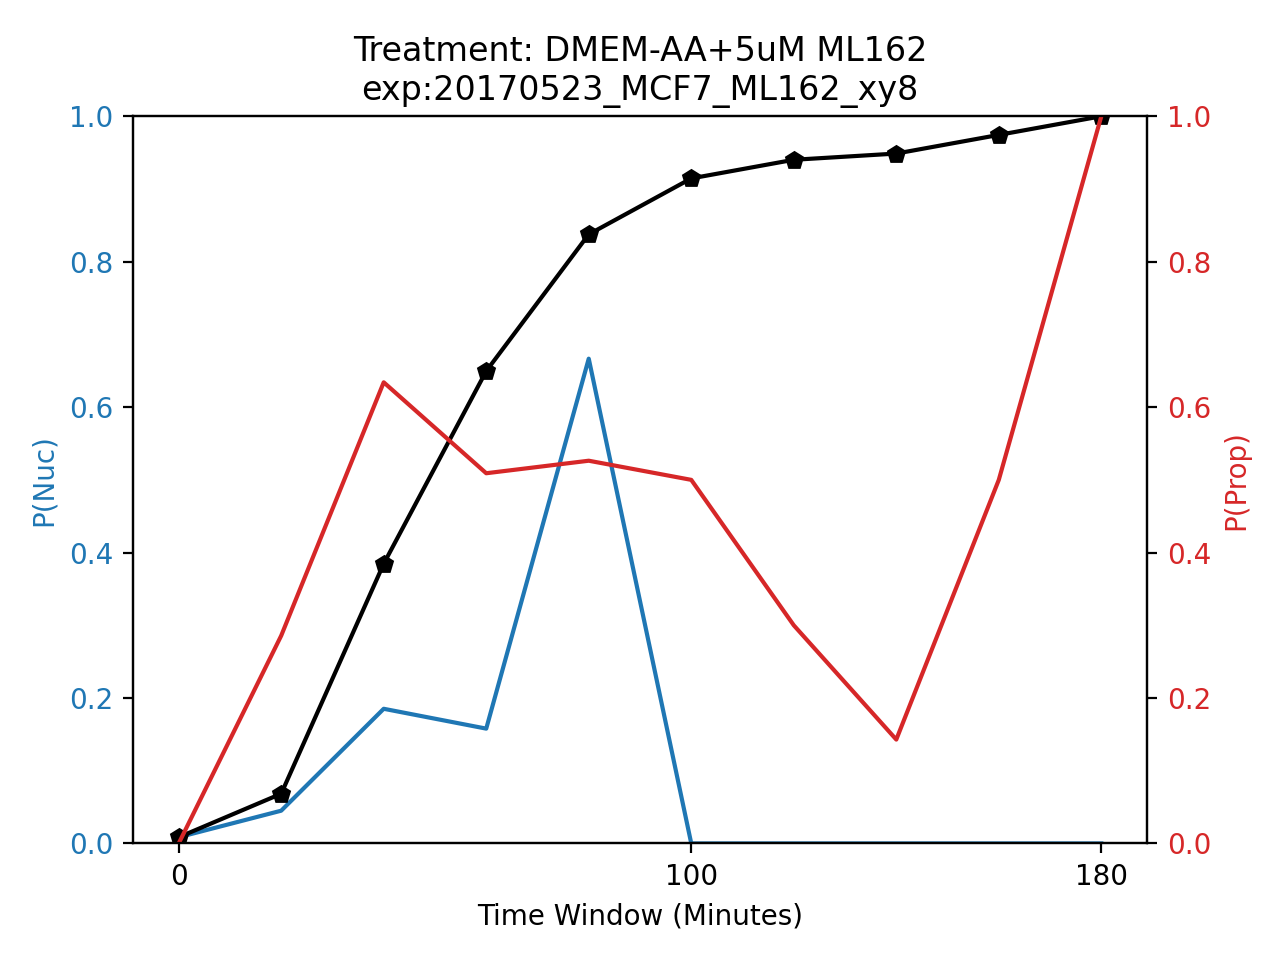 Treatment: DMEM-AA+5uM ML162
exp:20170523_MCF7_ML162_xy8
1.0
0.8
0.6
0.4
0.2
0.0
P(Nuc)
1.0
0.8
0.6
0.4
0.2
0.0
P(Prop)
0 100 180
Time Window (Minutes)